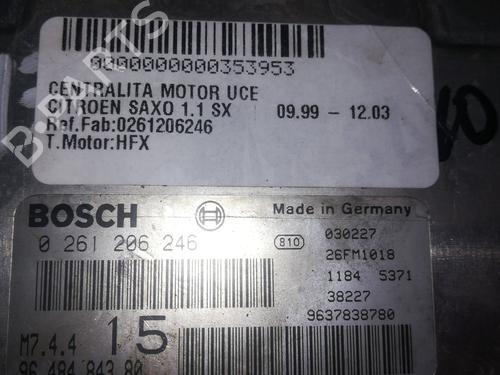 0000000000353953
CENTRALITA MOTOR UCE
CITROEN SAXO 1.1 SX 09.99 - 12.03
Ref.Fab:0261206246
T.Motor:HFX
B-PARTS
BOSCH
Made in Germany
0 261 206 246
810
030227
26FM1018
1184 5371
38227
9637838780
M7.4.4
15
96 484 843 80